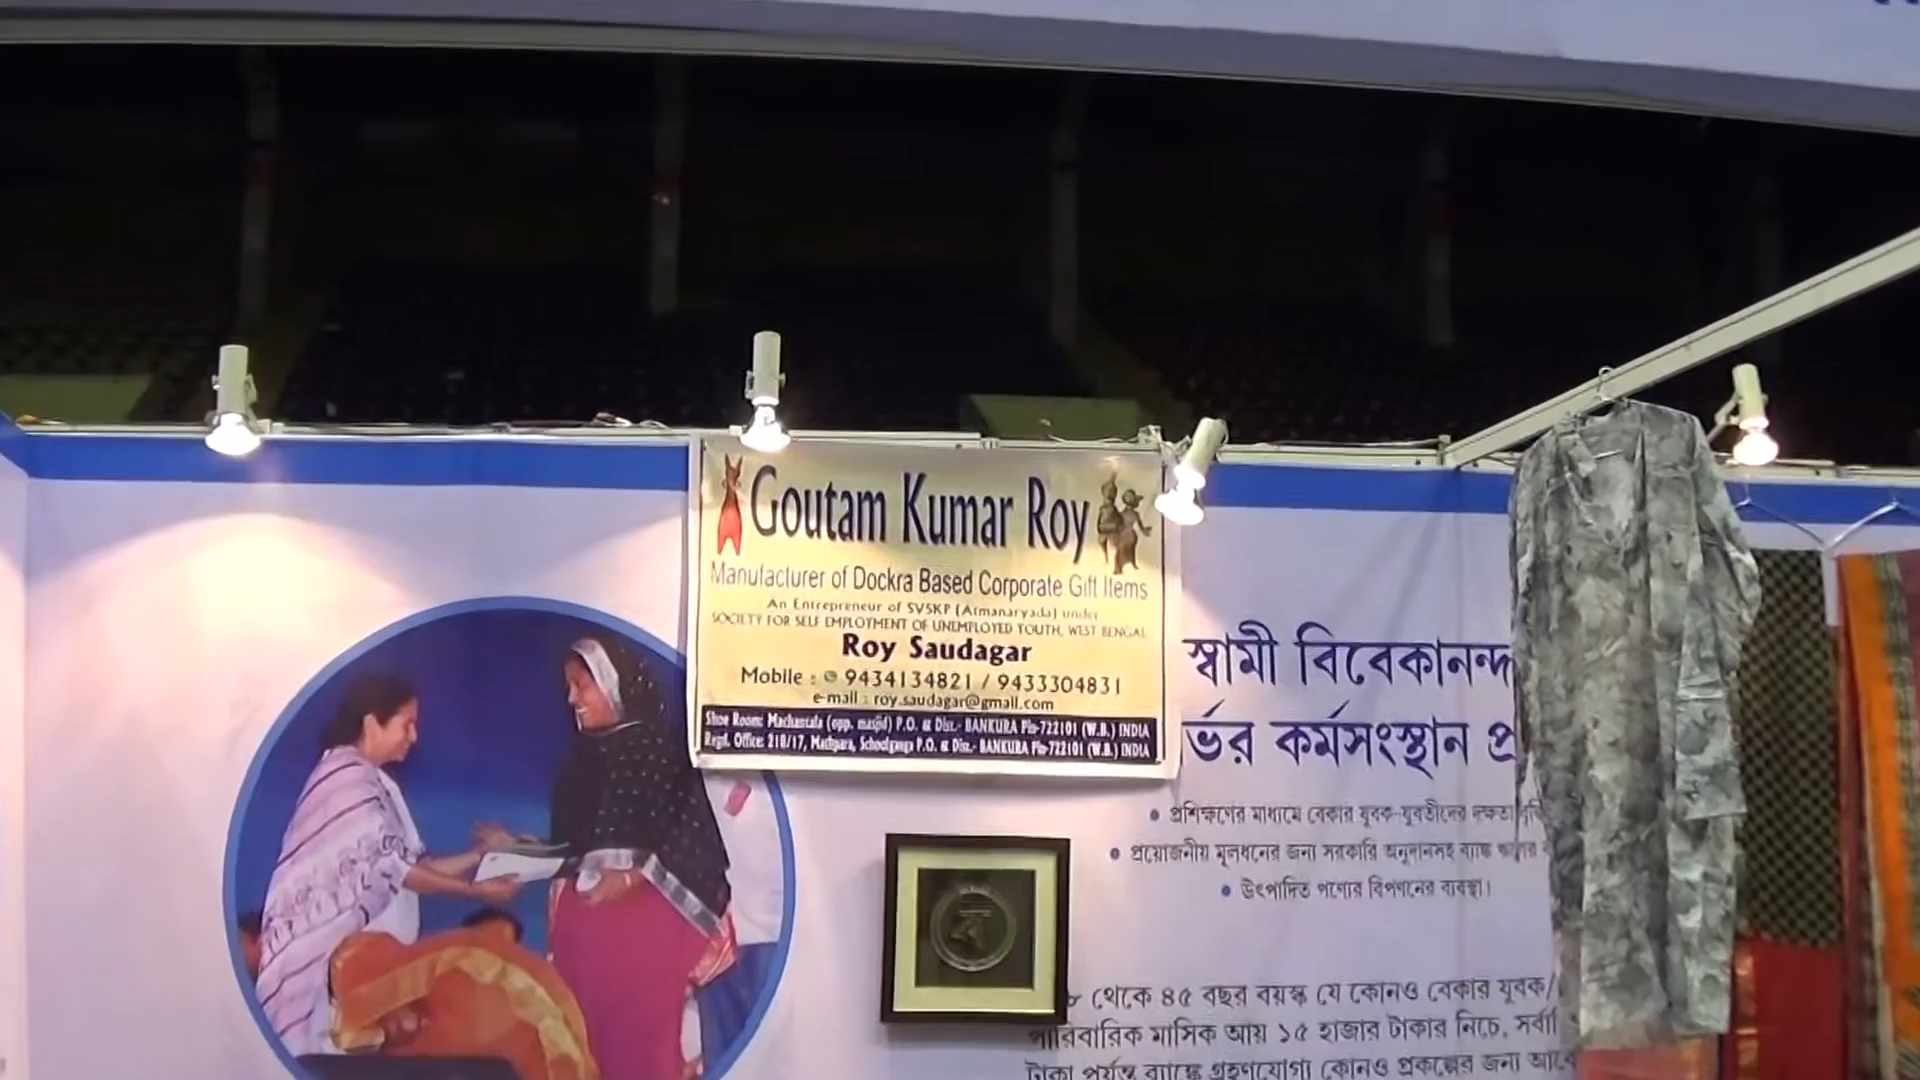 Goutam Kumar Roy
Manufacturer of Dockra Based Corporate Gift Items
An Entrepreneur of SVSKP (Atmanaryada) under
SOCIETY FOR SELF EMPLOYMENT OF UNEMPLOYED YOUTH, WEST BENGAL
Roy Saudagar
Mobile : 9434134821 / 9433304831
e-mail : roy.saudagar@gmail.com
Shoe Room: Machantala (opp. masjid) P.O. & Dist.- BANKURA Pin-722101 (W.B.) INDIA
Regd. Office: 218/17, Schoolganga P.O. & Dist.- BANKURA Pin-722101 (W.B.) INDIA
স্বামী বিবেকানন্দ
র্ভর কর্মসংস্থান প্র
• প্রশিক্ষণের মাধ্যমে বেকার যুবক-যুবতীদের দক্ষতা
• প্রয়োজনীয় মূলধনের জন্য সরকারি অনুদানসহ ব্যাঙ্ক
• উৎপাদিত পণ্যের বিপণনের ব্যবস্থা।
ব
থেকে ৪৫ বছর বয়স্ক যে কোনও বেকার যুবক/
পারিবারিক মাসিক আয় ১৫ হাজার টাকার নিচে, সর্বা
টাকা পর্যন্ত ব্যাঙ্কে গ্রহণযোগ্য কোনও প্রকল্পের জন্য আবে